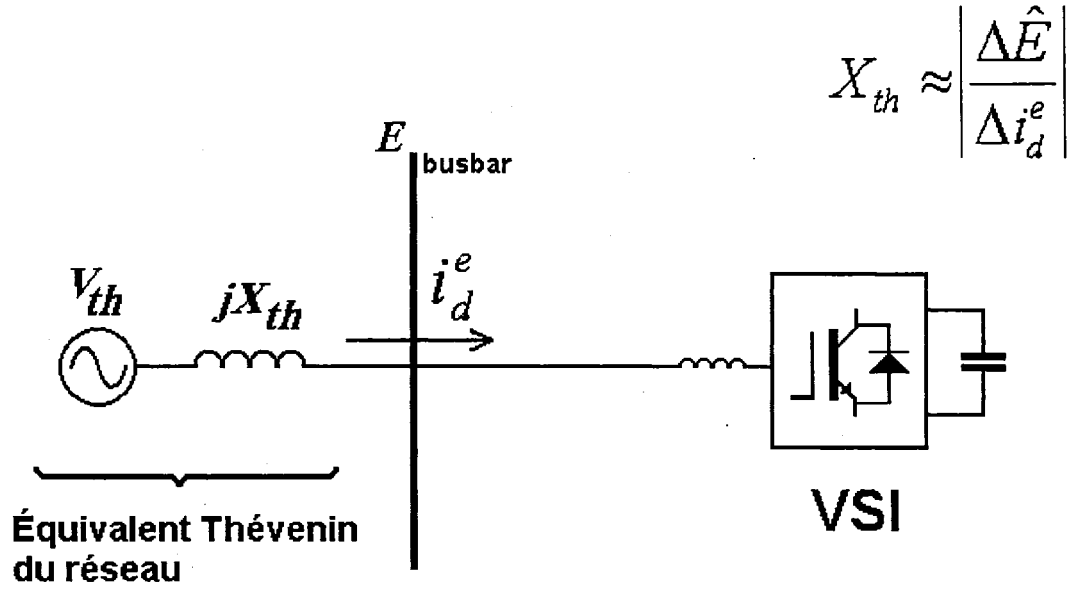 X_th ≈ |ΔÊ / Δi_d^e|
E
busbar
V_th
jX_th
i_d^e
VSI
Équivalent Thévenin
du réseau